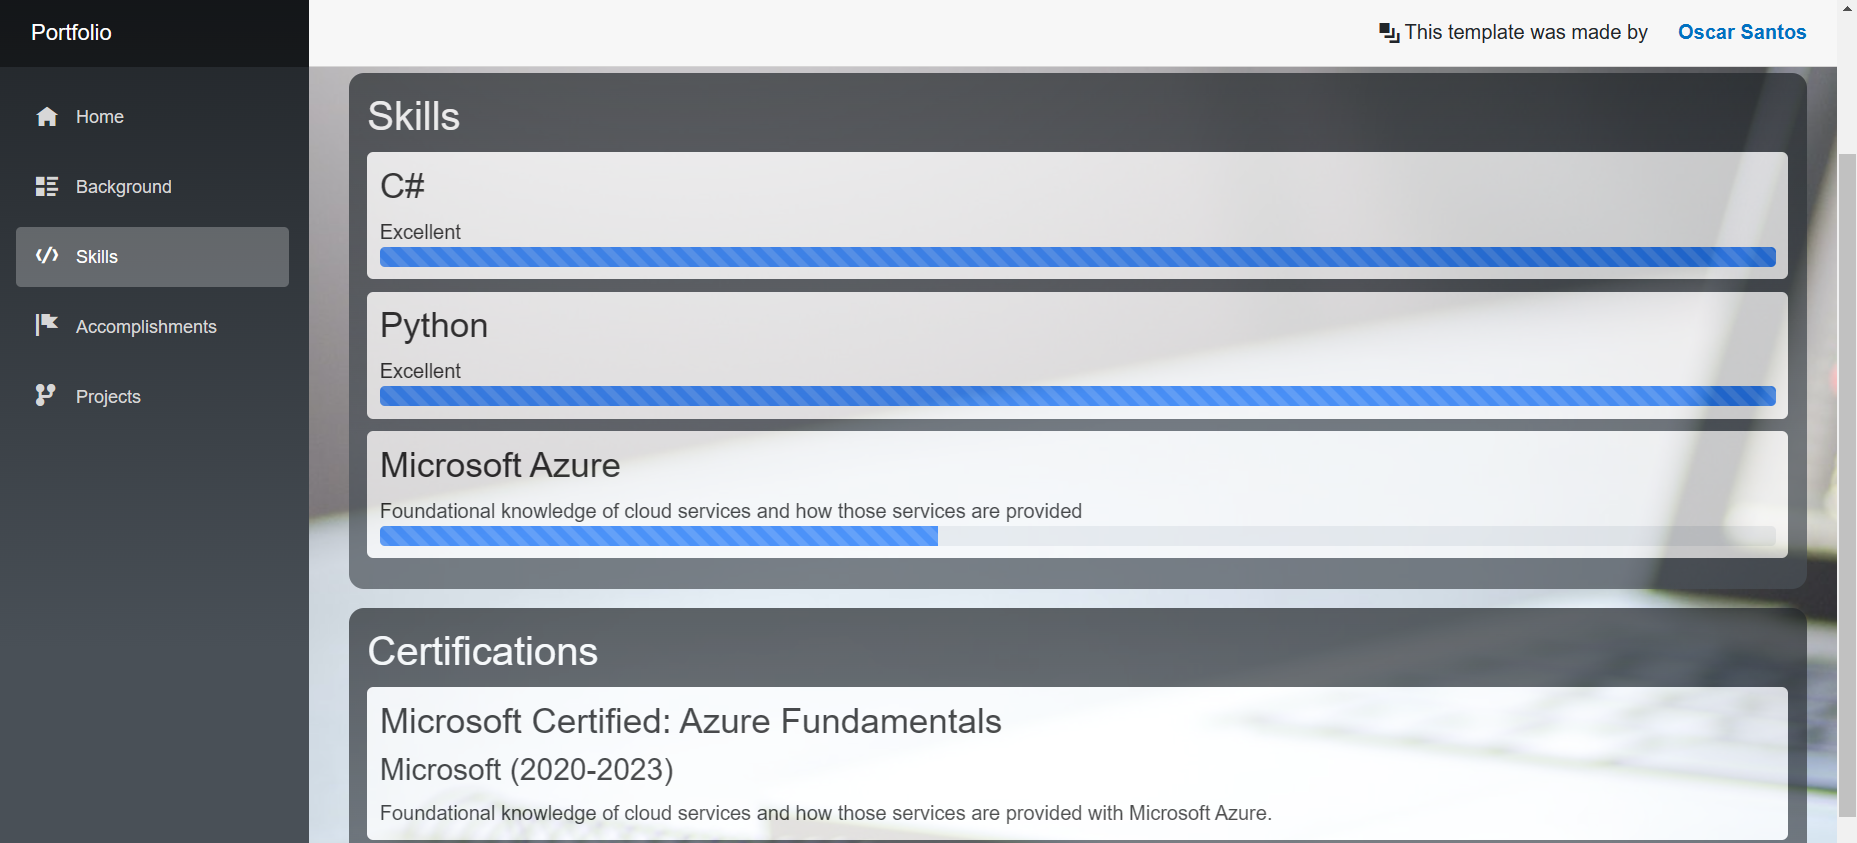 Portfolio
This template was made by Oscar Santos
Home
Background
Skills
Accomplishments
Projects
Skills
C#
Excellent
Python
Excellent
Microsoft Azure
Foundational knowledge of cloud services and how those services are provided
Certifications
Microsoft Certified: Azure Fundamentals
Microsoft (2020-2023)
Foundational knowledge of cloud services and how those services are provided with Microsoft Azure.